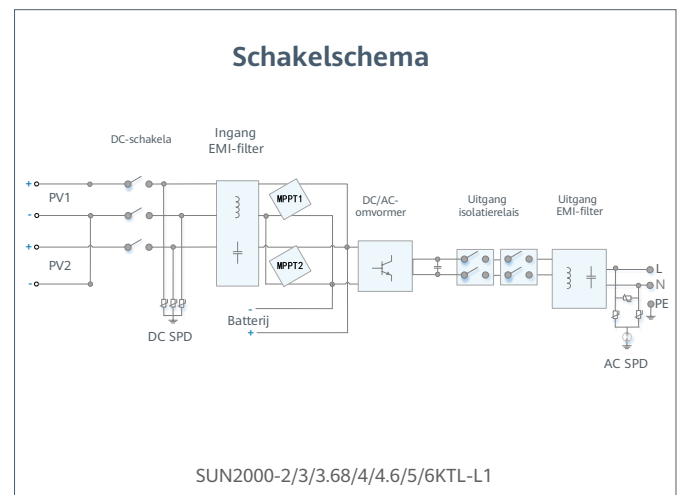 Schakelschema
DC-schakela
Ingang
EMI-filter
DC/AC-
omvormer
Uitgang
isolatierelais
Uitgang
EMI-filter
+
PV1
-
+
PV2
-
MPPT1
MPPT2
-
Batterij
+
DC SPD
L
N
PE
AC SPD
SUN2000-2/3/3.68/4/4.6/5/6KTL-L1